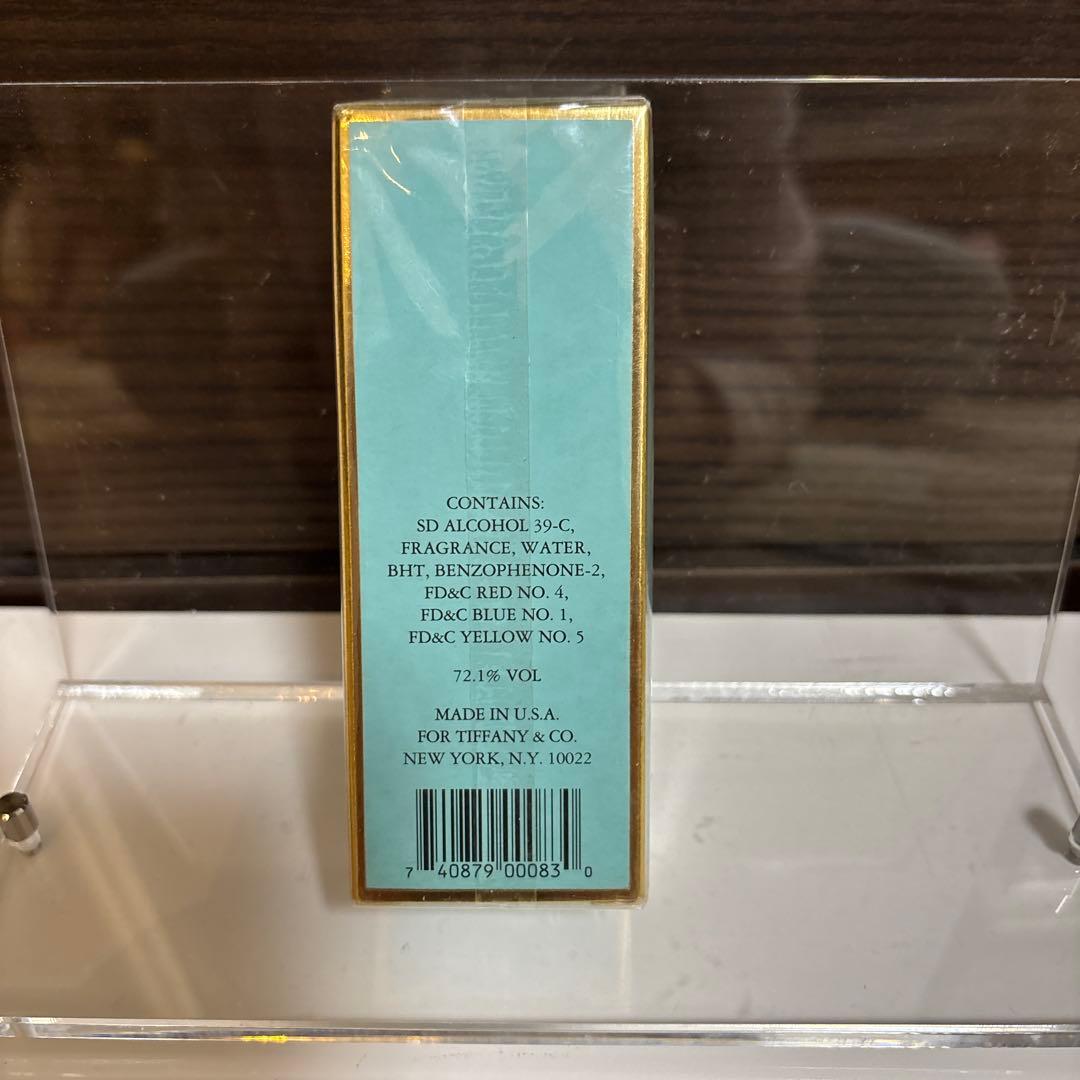 CONTAINS:
SD ALCOHOL 39-C,
FRAGRANCE, WATER,
BHT, BENZOPHENONE-2,
FD&C RED NO. 4,
FD&C BLUE NO. 1,
FD&C YELLOW NO. 5
72.1% VOL
MADE IN U.S.A.
FOR TIFFANY & CO.
NEW YORK, N.Y. 10022
7 40879 00083 0